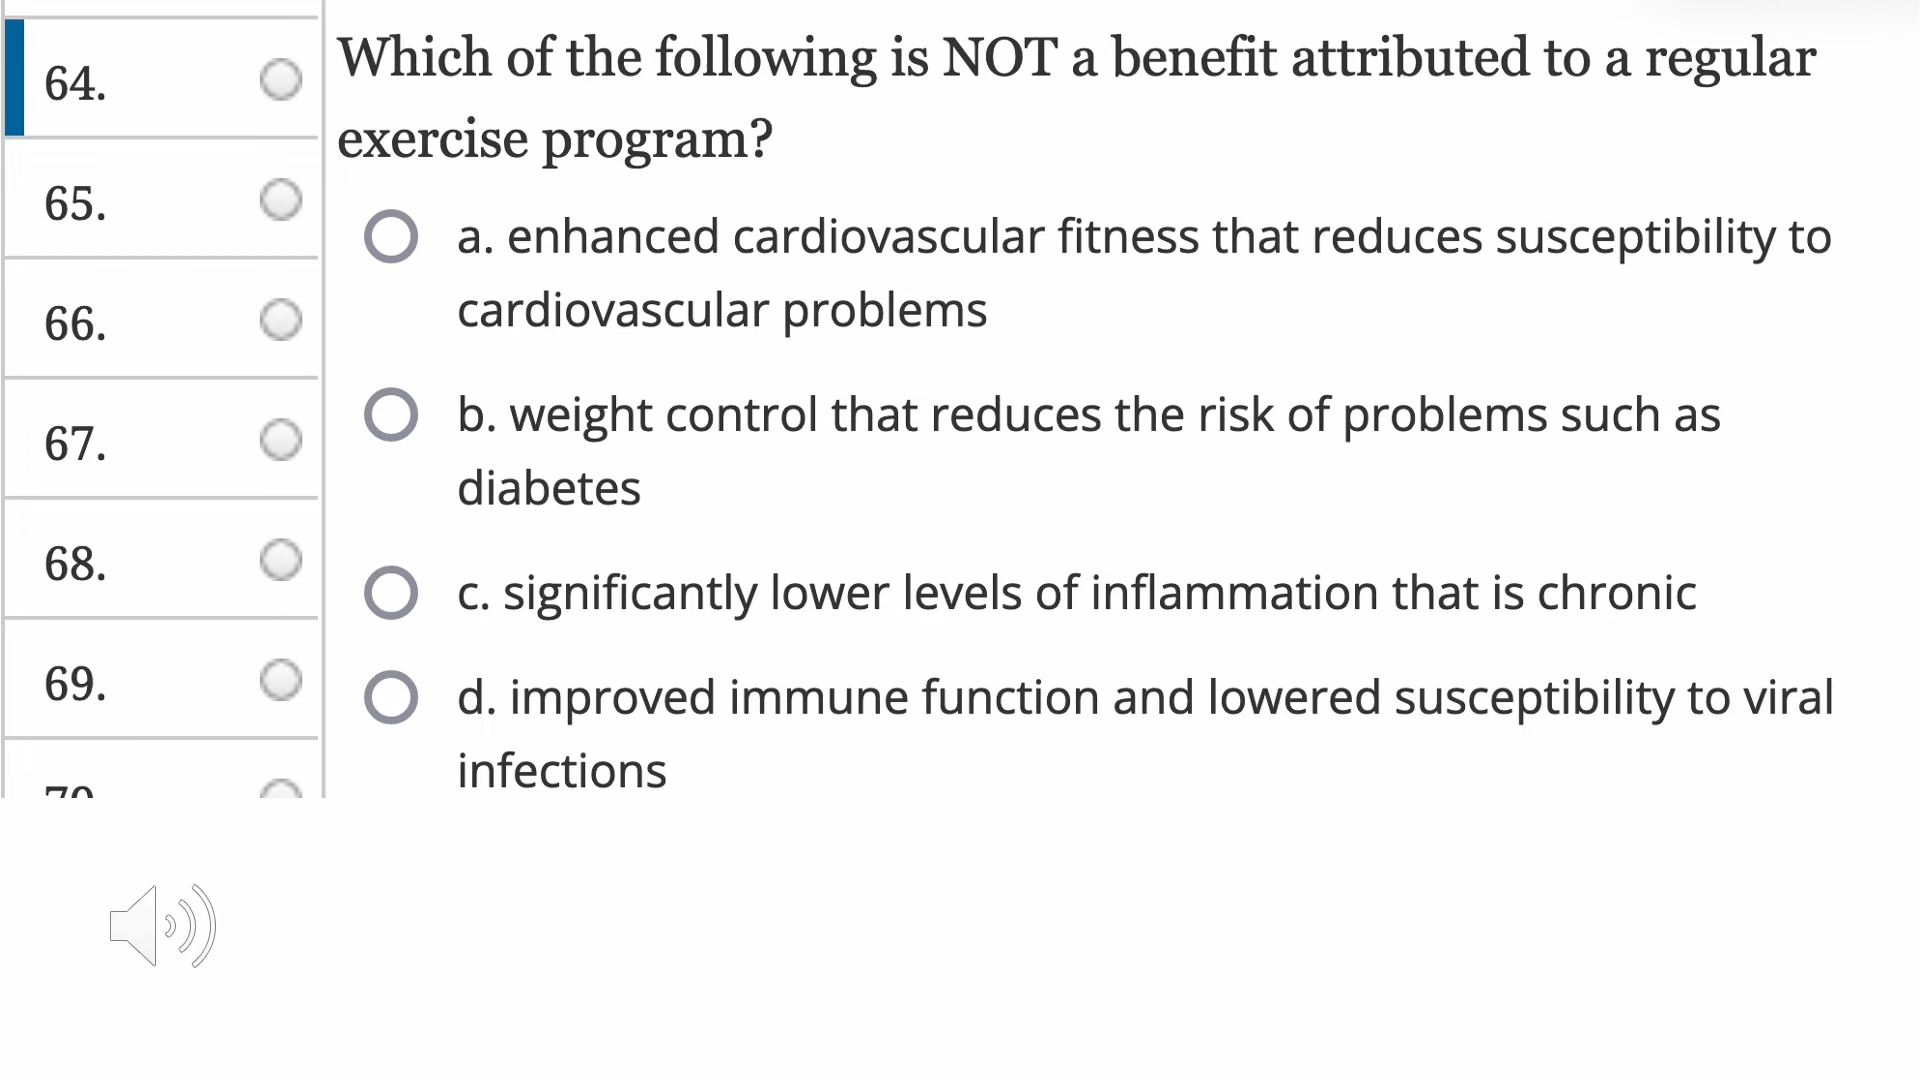 64.
65.
66.
67.
68.
69.
70
Which of the following is NOT a benefit attributed to a regular
exercise program?
a. enhanced cardiovascular fitness that reduces susceptibility to
cardiovascular problems
b. weight control that reduces the risk of problems such as
diabetes
c. significantly lower levels of inflammation that is chronic
d. improved immune function and lowered susceptibility to viral
infections